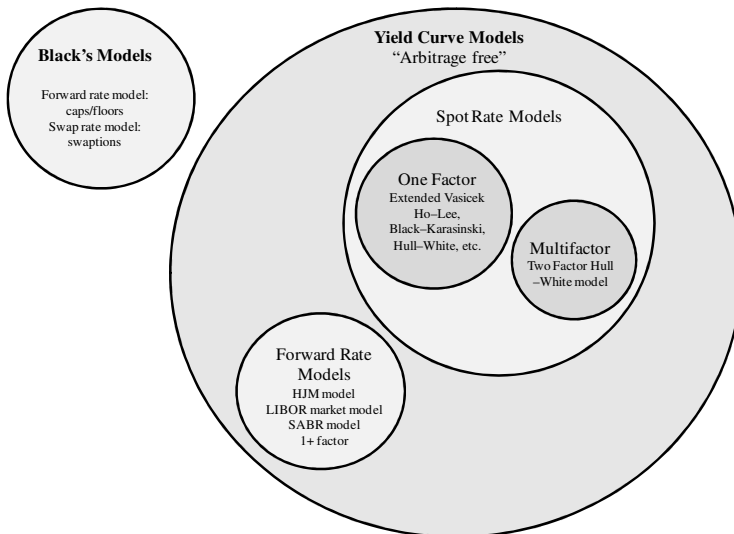 Black's Models
Forward rate model:
caps/floors
Swap rate model:
swaptions
Yield Curve Models
“Arbitrage free”
Spot Rate Models
One Factor
Extended Vasicek
Ho–Lee,
Black–Karasinski,
Hull–White, etc.
Multifactor
Two Factor Hull
–White model
Forward Rate
Models
HJM model
LIBOR market model
SABR model
1+ factor